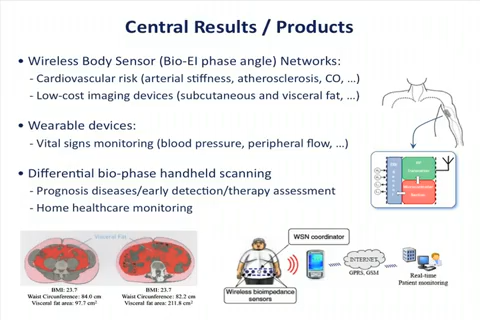 Central Results / Products
• Wireless Body Sensor (Bio-EI phase angle) Networks:
- Cardiovascular risk (arterial stiffness, atherosclerosis, CO, ...)
- Low-cost imaging devices (subcutaneous and visceral fat, ...)
• Wearable devices:
- Vital signs monitoring (blood pressure, peripheral flow, ...)
• Differential bio-phase handheld scanning
- Prognosis diseases/early detection/therapy assessment
- Home healthcare monitoring
Visceral Fat
BMI: 23.7
Waist Circumference: 84.0 cm
Visceral fat area: 97.7 cm²
BMI: 23.7
Waist Circumference: 82.2 cm
Visceral fat area: 211.8 cm²
WSN coordinator
Wireless bioimpedance
sensors
INTERNET,
GPRS, GSM
Real-time
Patient monitoring